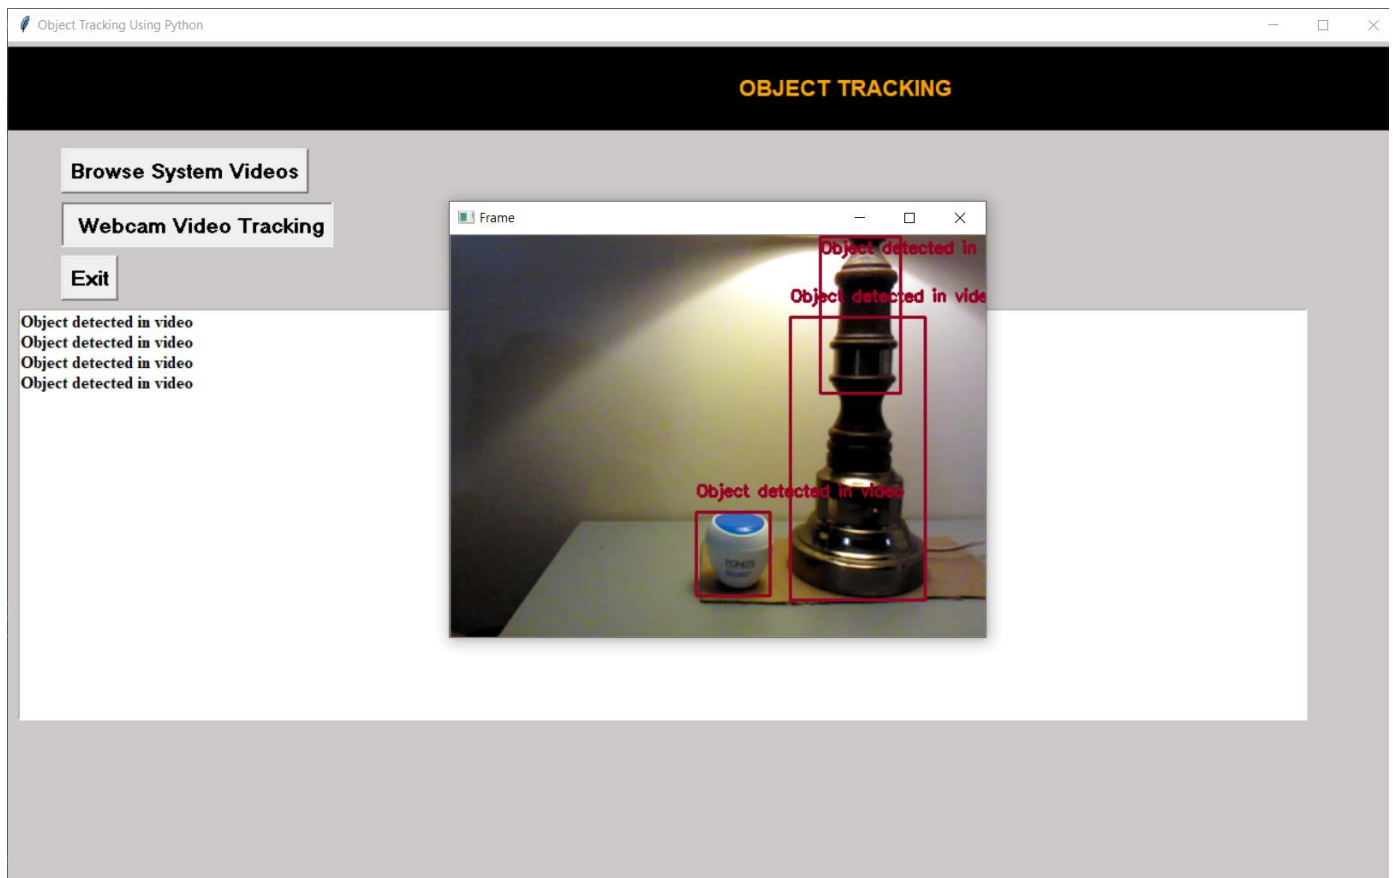 Object Tracking Using Python
OBJECT TRACKING
Browse System Videos
Webcam Video Tracking
Exit
Object detected in video
Object detected in video
Object detected in video
Object detected in video
Frame
Object detected in
Object detected in vide
Object detected in video
POND'S